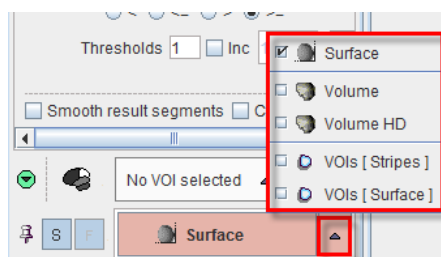 Thresholds 1 Inc
Surface
Volume
Smooth result segments C
Volume HD
VOIs [ Stripes ]
No VOI selected
VOIs [ Surface ]
S F Surface